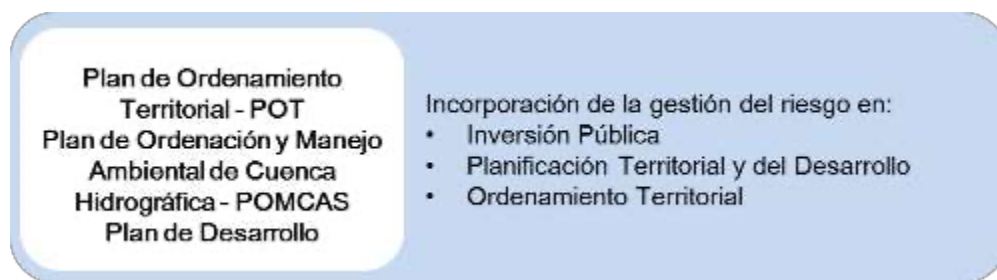 Plan de Ordenamiento
Territorial - POT
Plan de Ordenación y Manejo
Ambiental de Cuenca
Hidrográfica - POMCAS
Plan de Desarrollo
Incorporación de la gestión del riesgo en:
• Inversión Pública
• Planificación Territorial y del Desarrollo
• Ordenamiento Territorial